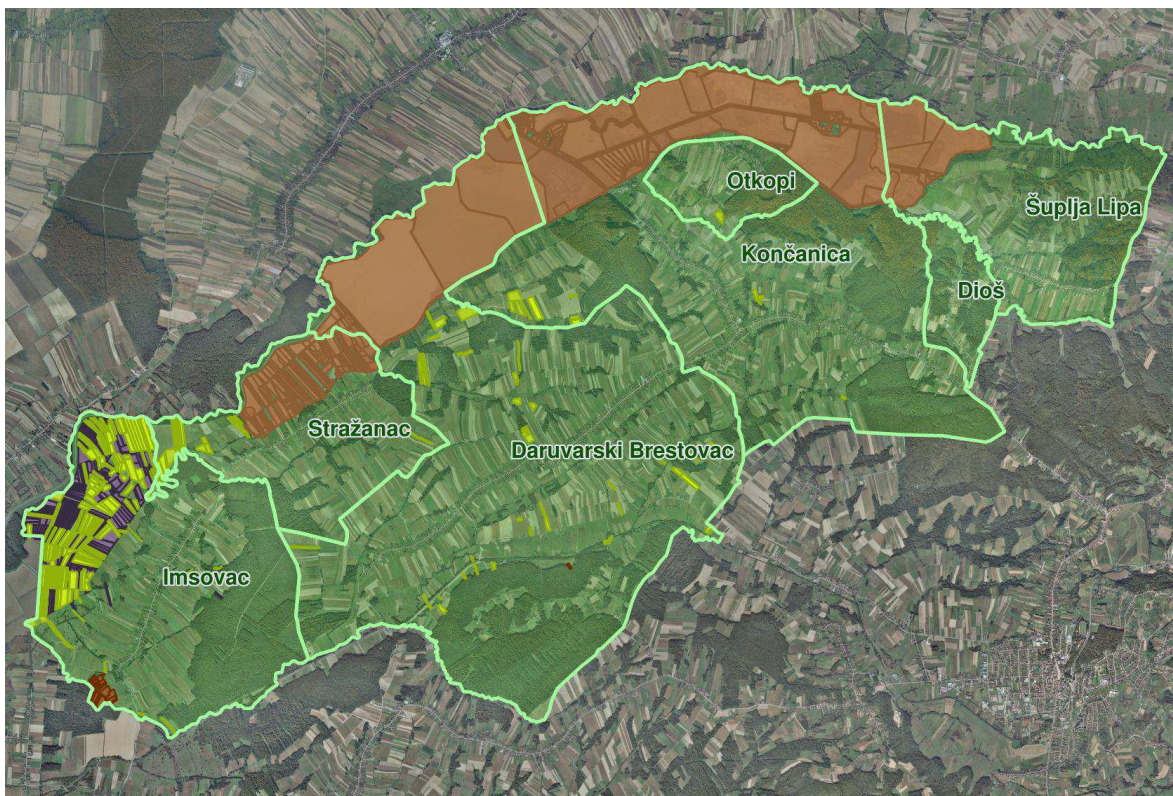 Otkopi
Šuplja Lipa
Končanica
Dioš
Stražanac
Daruvarski Brestovac
Imsovac